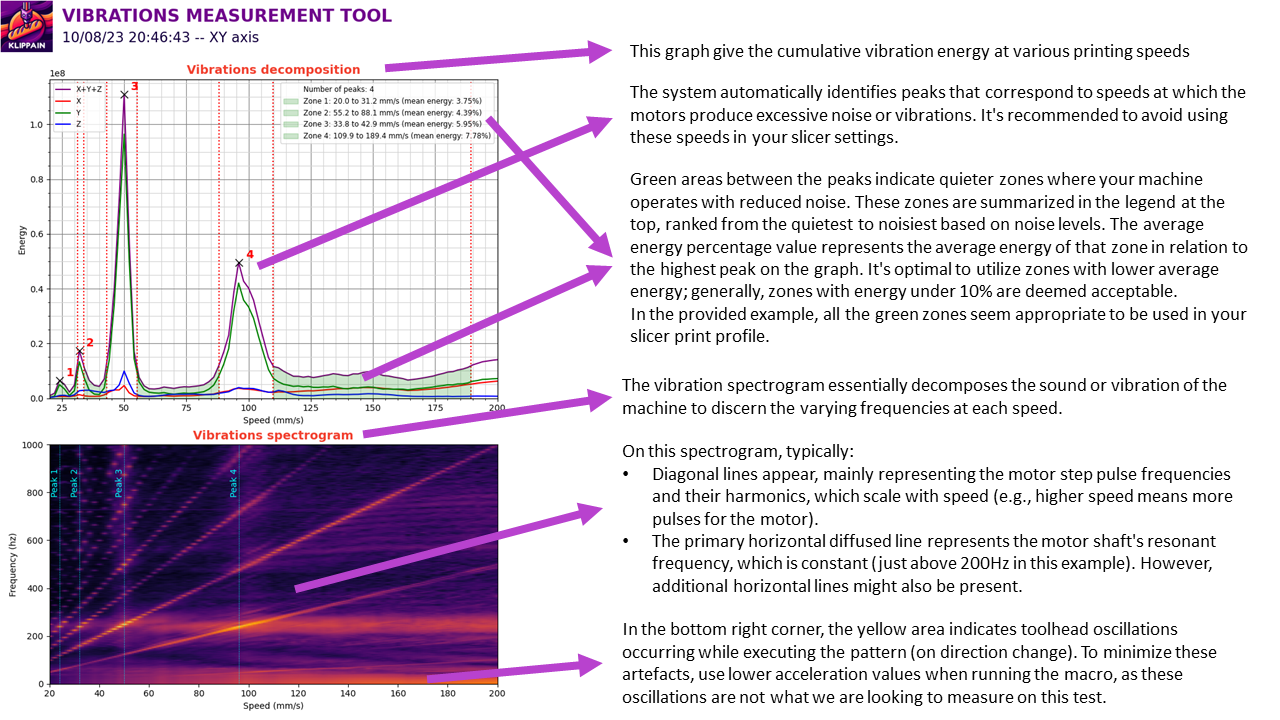 KLIPPAIN
VIBRATIONS MEASUREMENT TOOL
10/08/23 20:46:43 -- XY axis
Vibrations decomposition
1e8
X+Y+Z
X
Y
Z
Number of peaks: 4
Zone 1: 20.0 to 31.2 mm/s (mean energy: 3.75%)
Zone 2: 55.2 to 88.1 mm/s (mean energy: 4.39%)
Zone 3: 33.8 to 42.9 mm/s (mean energy: 5.95%)
Zone 4: 109.9 to 189.4 mm/s (mean energy: 7.78%)
1
2
3
4
Energy
1.0
0.8
0.6
0.4
0.2
0.0
25 50 75 100 125 150 175 200
Speed (mm/s)
Vibrations spectrogram
Peak 1
Peak 2
Peak 3
Peak 4
Frequency (hz)
1000
800
600
400
200
0
20 40 60 80 100 120 140 160 180 200
Speed (mm/s)
This graph give the cumulative vibration energy at various printing speeds
The system automatically identifies peaks that correspond to speeds at which the
motors produce excessive noise or vibrations. It's recommended to avoid using
these speeds in your slicer settings.
Green areas between the peaks indicate quieter zones where your machine
operates with reduced noise. These zones are summarized in the legend at the
top, ranked from the quietest to noisiest based on noise levels. The average
energy percentage value represents the average energy of that zone in relation to
the highest peak on the graph. It's optimal to utilize zones with lower average
energy; generally, zones with energy under 10% are deemed acceptable.
In the provided example, all the green zones seem appropriate to be used in your
slicer print profile.
The vibration spectrogram essentially decomposes the sound or vibration of the
machine to discern the varying frequencies at each speed.
On this spectrogram, typically:
• Diagonal lines appear, mainly representing the motor step pulse frequencies
and their harmonics, which scale with speed (e.g., higher speed means more
pulses for the motor).
• The primary horizontal diffused line represents the motor shaft's resonant
frequency, which is constant (just above 200Hz in this example). However,
additional horizontal lines might also be present.
In the bottom right corner, the yellow area indicates toolhead oscillations
occurring while executing the pattern (on direction change). To minimize these
artefacts, use lower acceleration values when running the macro, as these
oscillations are not what we are looking to measure on this test.